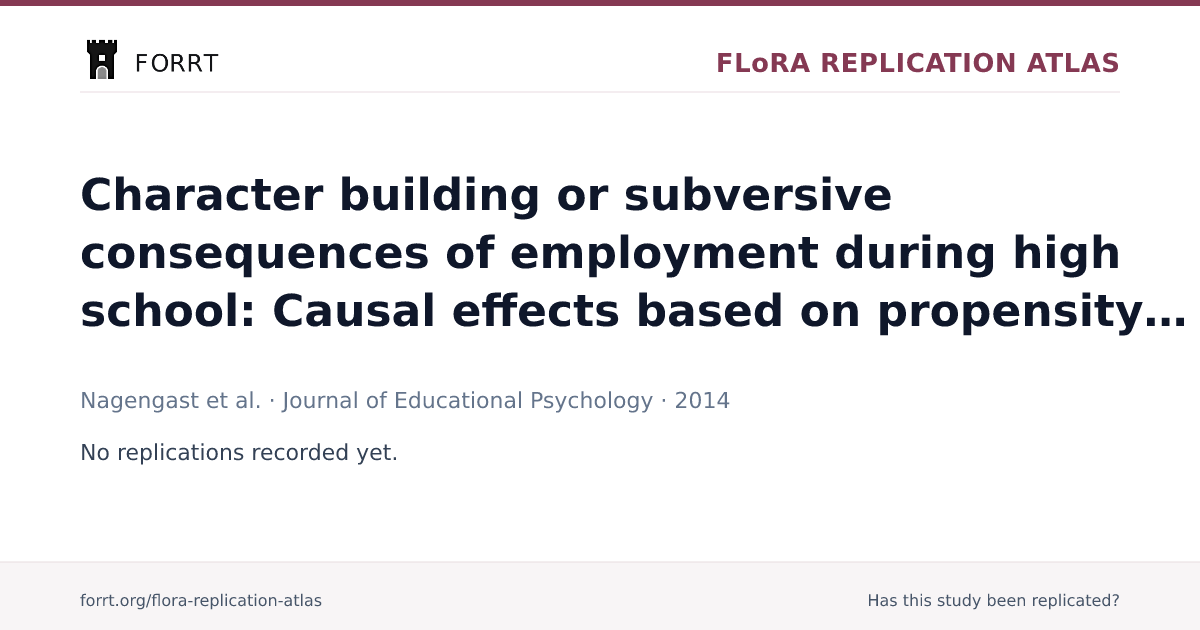 FORRT
FLoRA REPLICATION ATLAS
Character building or subversive
consequences of employment during high
school: Causal effects based on propensity…
Nagengast et al. · Journal of Educational Psychology · 2014
No replications recorded yet.
forrt.org/flora-replication-atlas
Has this study been replicated?